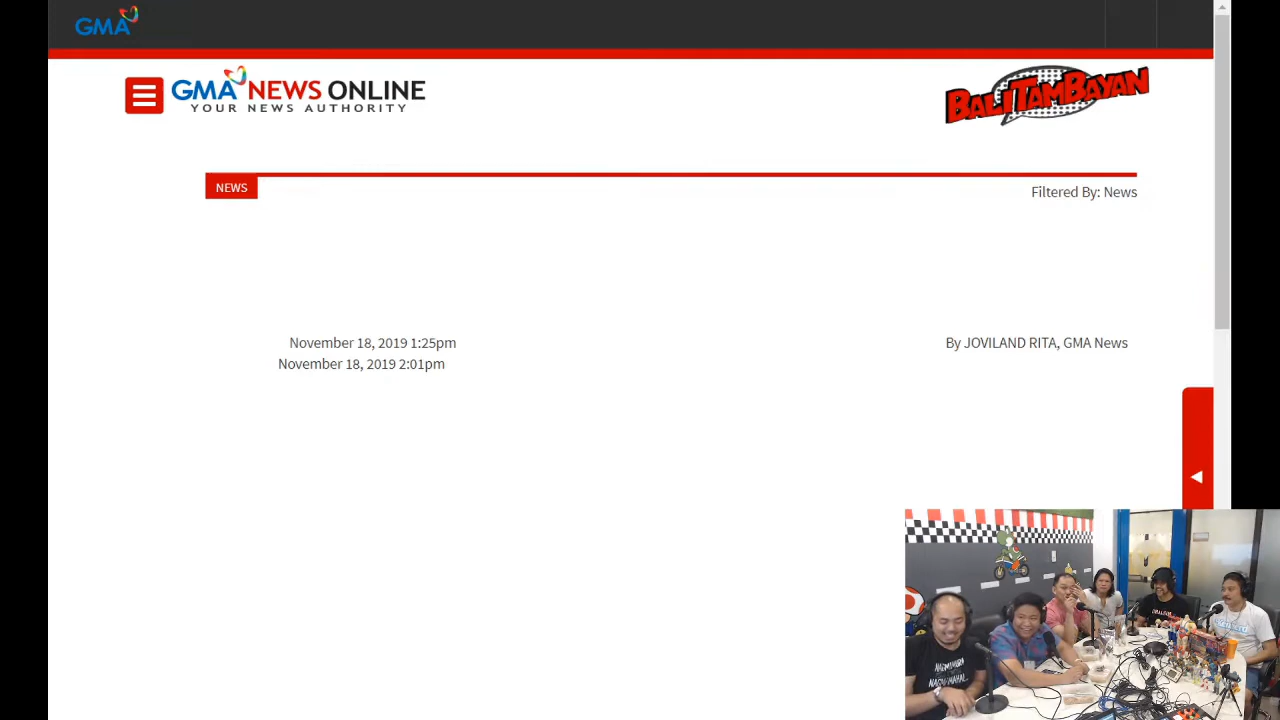 GMA
GMA NEWS ONLINE
YOUR NEWS AUTHORITY
BALITAMBAYAN
NEWS
Filtered By: News
November 18, 2019 1:25pm
By JOVILAND RITA, GMA News
November 18, 2019 2:01pm